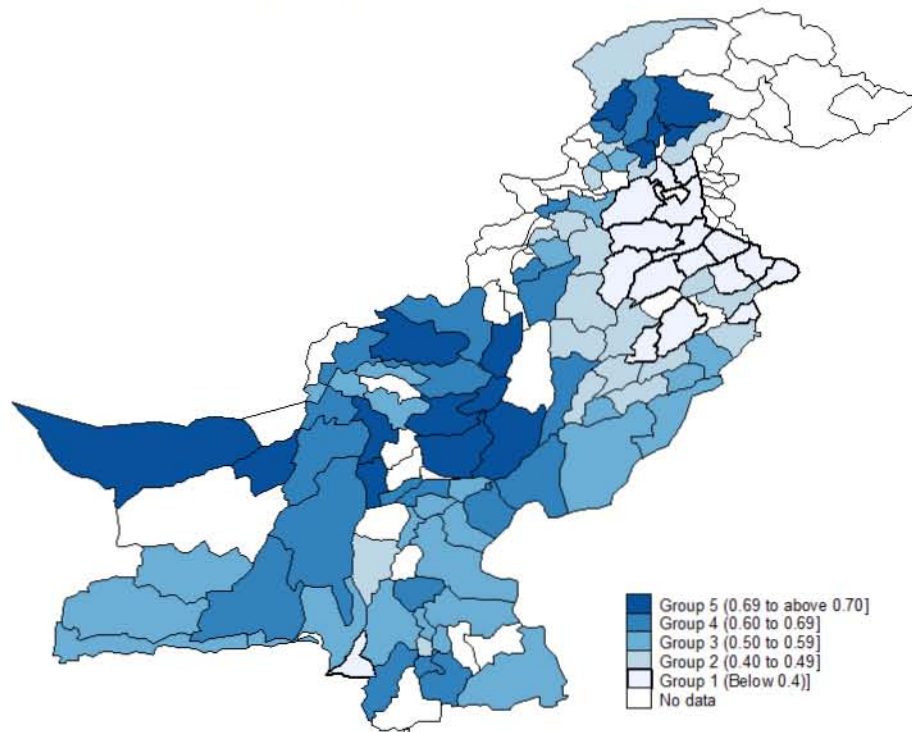 Group 5 (0.69 to above 0.70]
Group 4 (0.60 to 0.69]
Group 3 (0.50 to 0.59]
Group 2 (0.40 to 0.49]
Group 1 (Below 0.4)]
No data